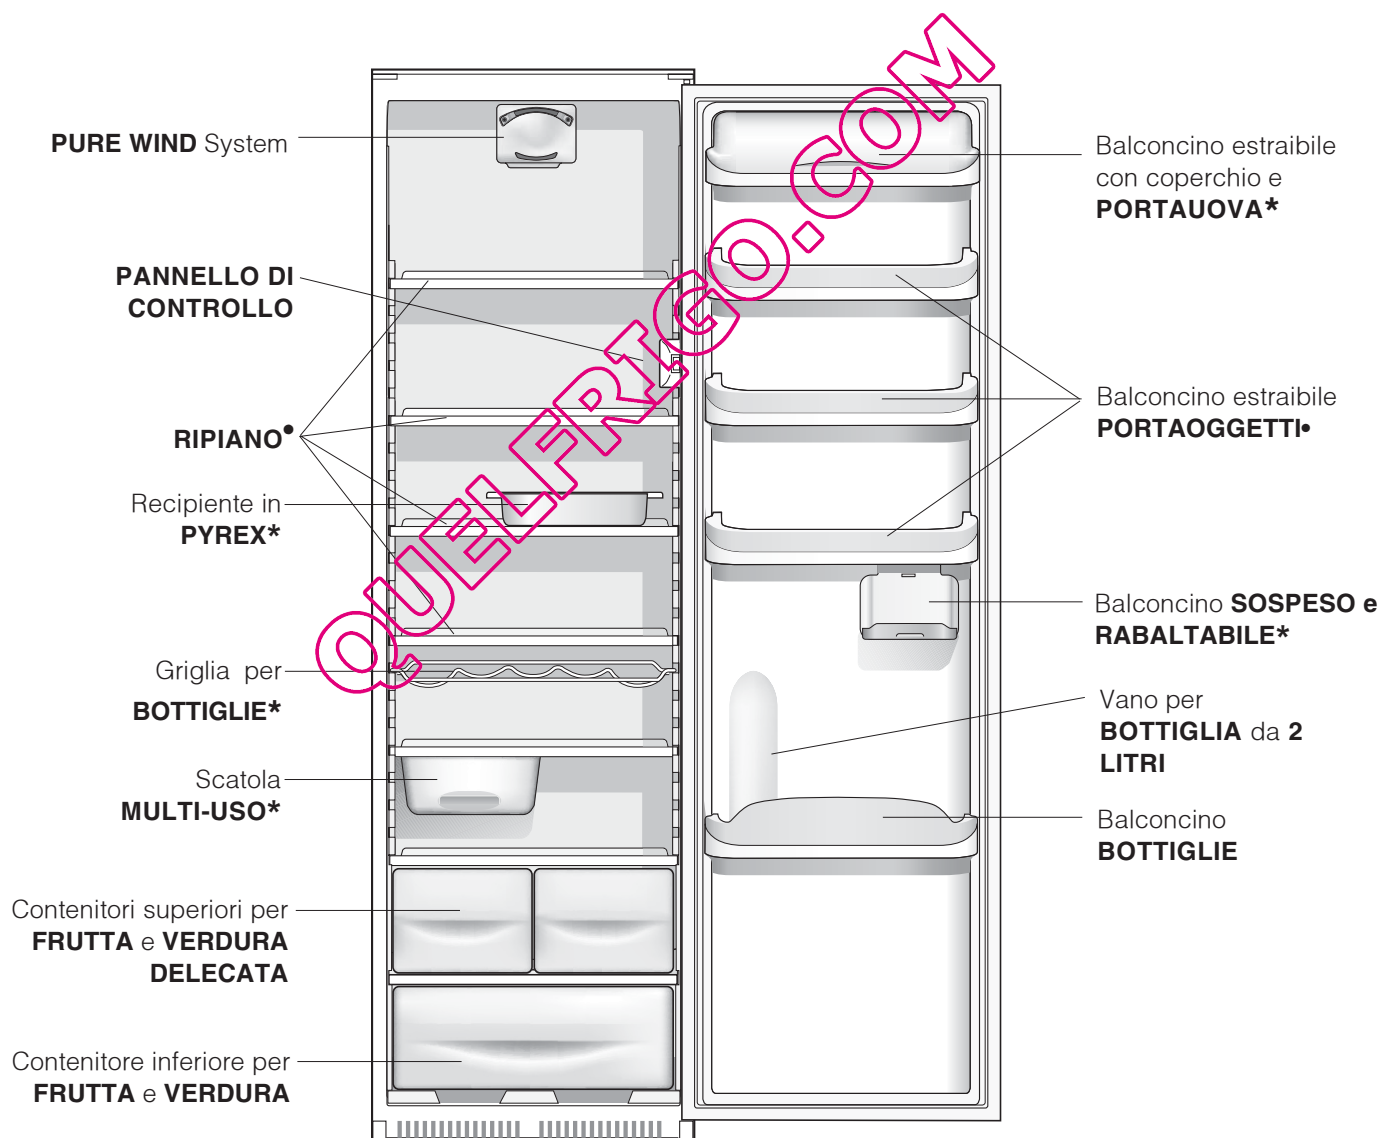 PURE WIND System
PANNELLO DI
CONTROLLO
RIPIANO•
Recipiente in
PYREX*
Griglia per
BOTTIGLIE*
Scatola
MULTI-USO*
Contenitori superiori per
FRUTTA e VERDURA
DELECATA
Contenitore inferiore per
FRUTTA e VERDURA
QUELFRIGO.COM
Balconcino estraibile
con coperchio e
PORTAUOVA*
Balconcino estraibile
PORTAOGGETTI•
Balconcino SOSPESO e
RABALTABILE*
Vano per
BOTTIGLIA da 2
LITRI
Balconcino
BOTTIGLIE